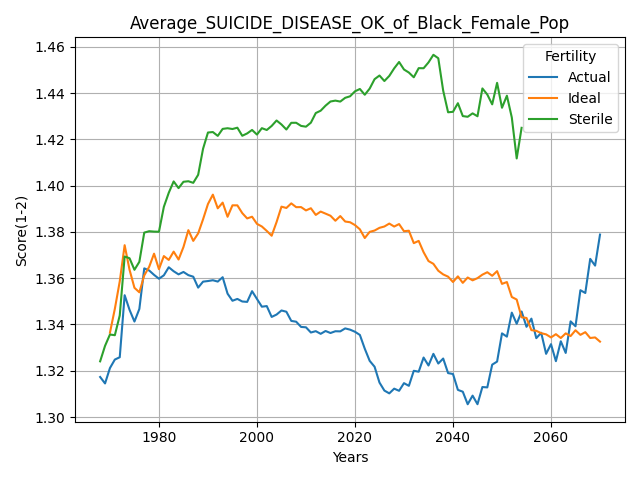 Average_SUICIDE_DISEASE_OK_of_Black_Female_Pop
Score(1-2)
1.46
1.44
1.42
1.40
1.38
1.36
1.34
1.32
1.30
Fertility
Actual
Ideal
Sterile
1980
2000
2020
2040
2060
Years